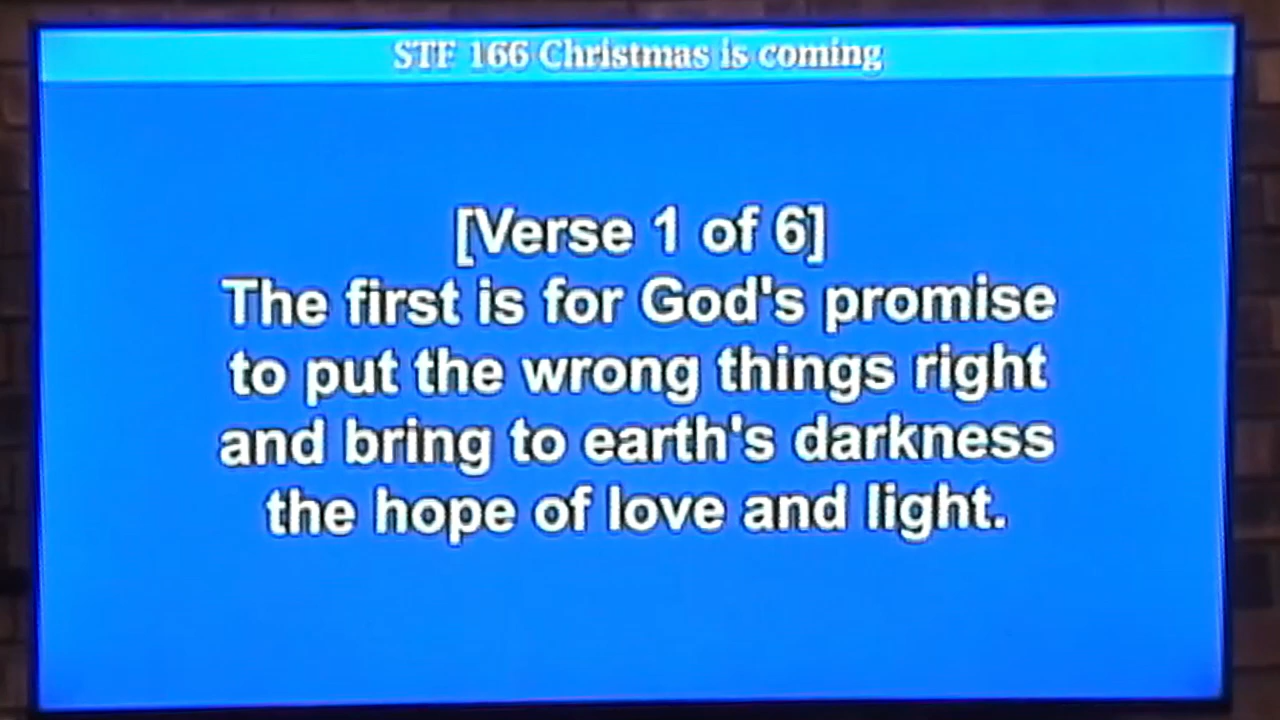 STF 166 Christmas is coming
[Verse 1 of 6]
The first is for God's promise
to put the wrong things right
and bring to earth's darkness
the hope of love and light.